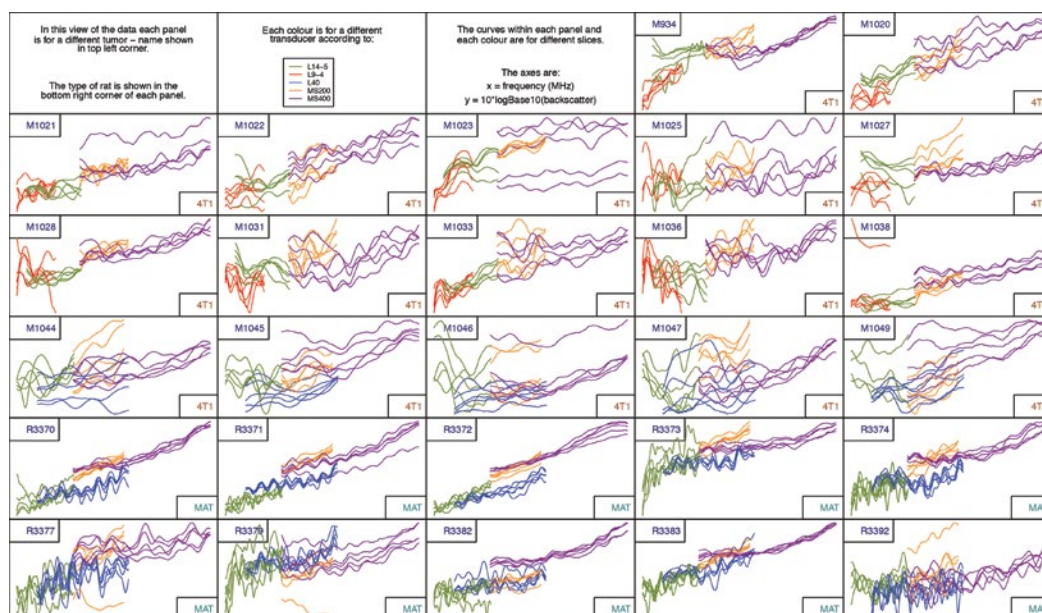 In this view of the data each panel
is for a different tumor – name shown
in top left corner.
The type of rat is shown in the
bottom right corner of each panel.
Each colour is for a different
transducer according to:
L14-5
L9-4
L40
MS200
MS400
The curves within each panel and
each colour are for different slices.
The axes are:
x = frequency (MHz)
y = 10*logBase10(backscatter)
M934
4T1
M1020
4T1
M1021
4T1
M1022
4T1
M1023
4T1
M1025
4T1
M1027
4T1
M1028
4T1
M1031
4T1
M1033
4T1
M1036
4T1
M1038
4T1
M1044
4T1
M1045
4T1
M1046
4T1
M1047
4T1
M1049
4T1
R3370
MAT
R3371
MAT
R3372
MAT
R3373
MAT
R3374
MAT
R3377
MAT
R3379
MAT
R3382
MAT
R3383
MAT
R3392
MAT